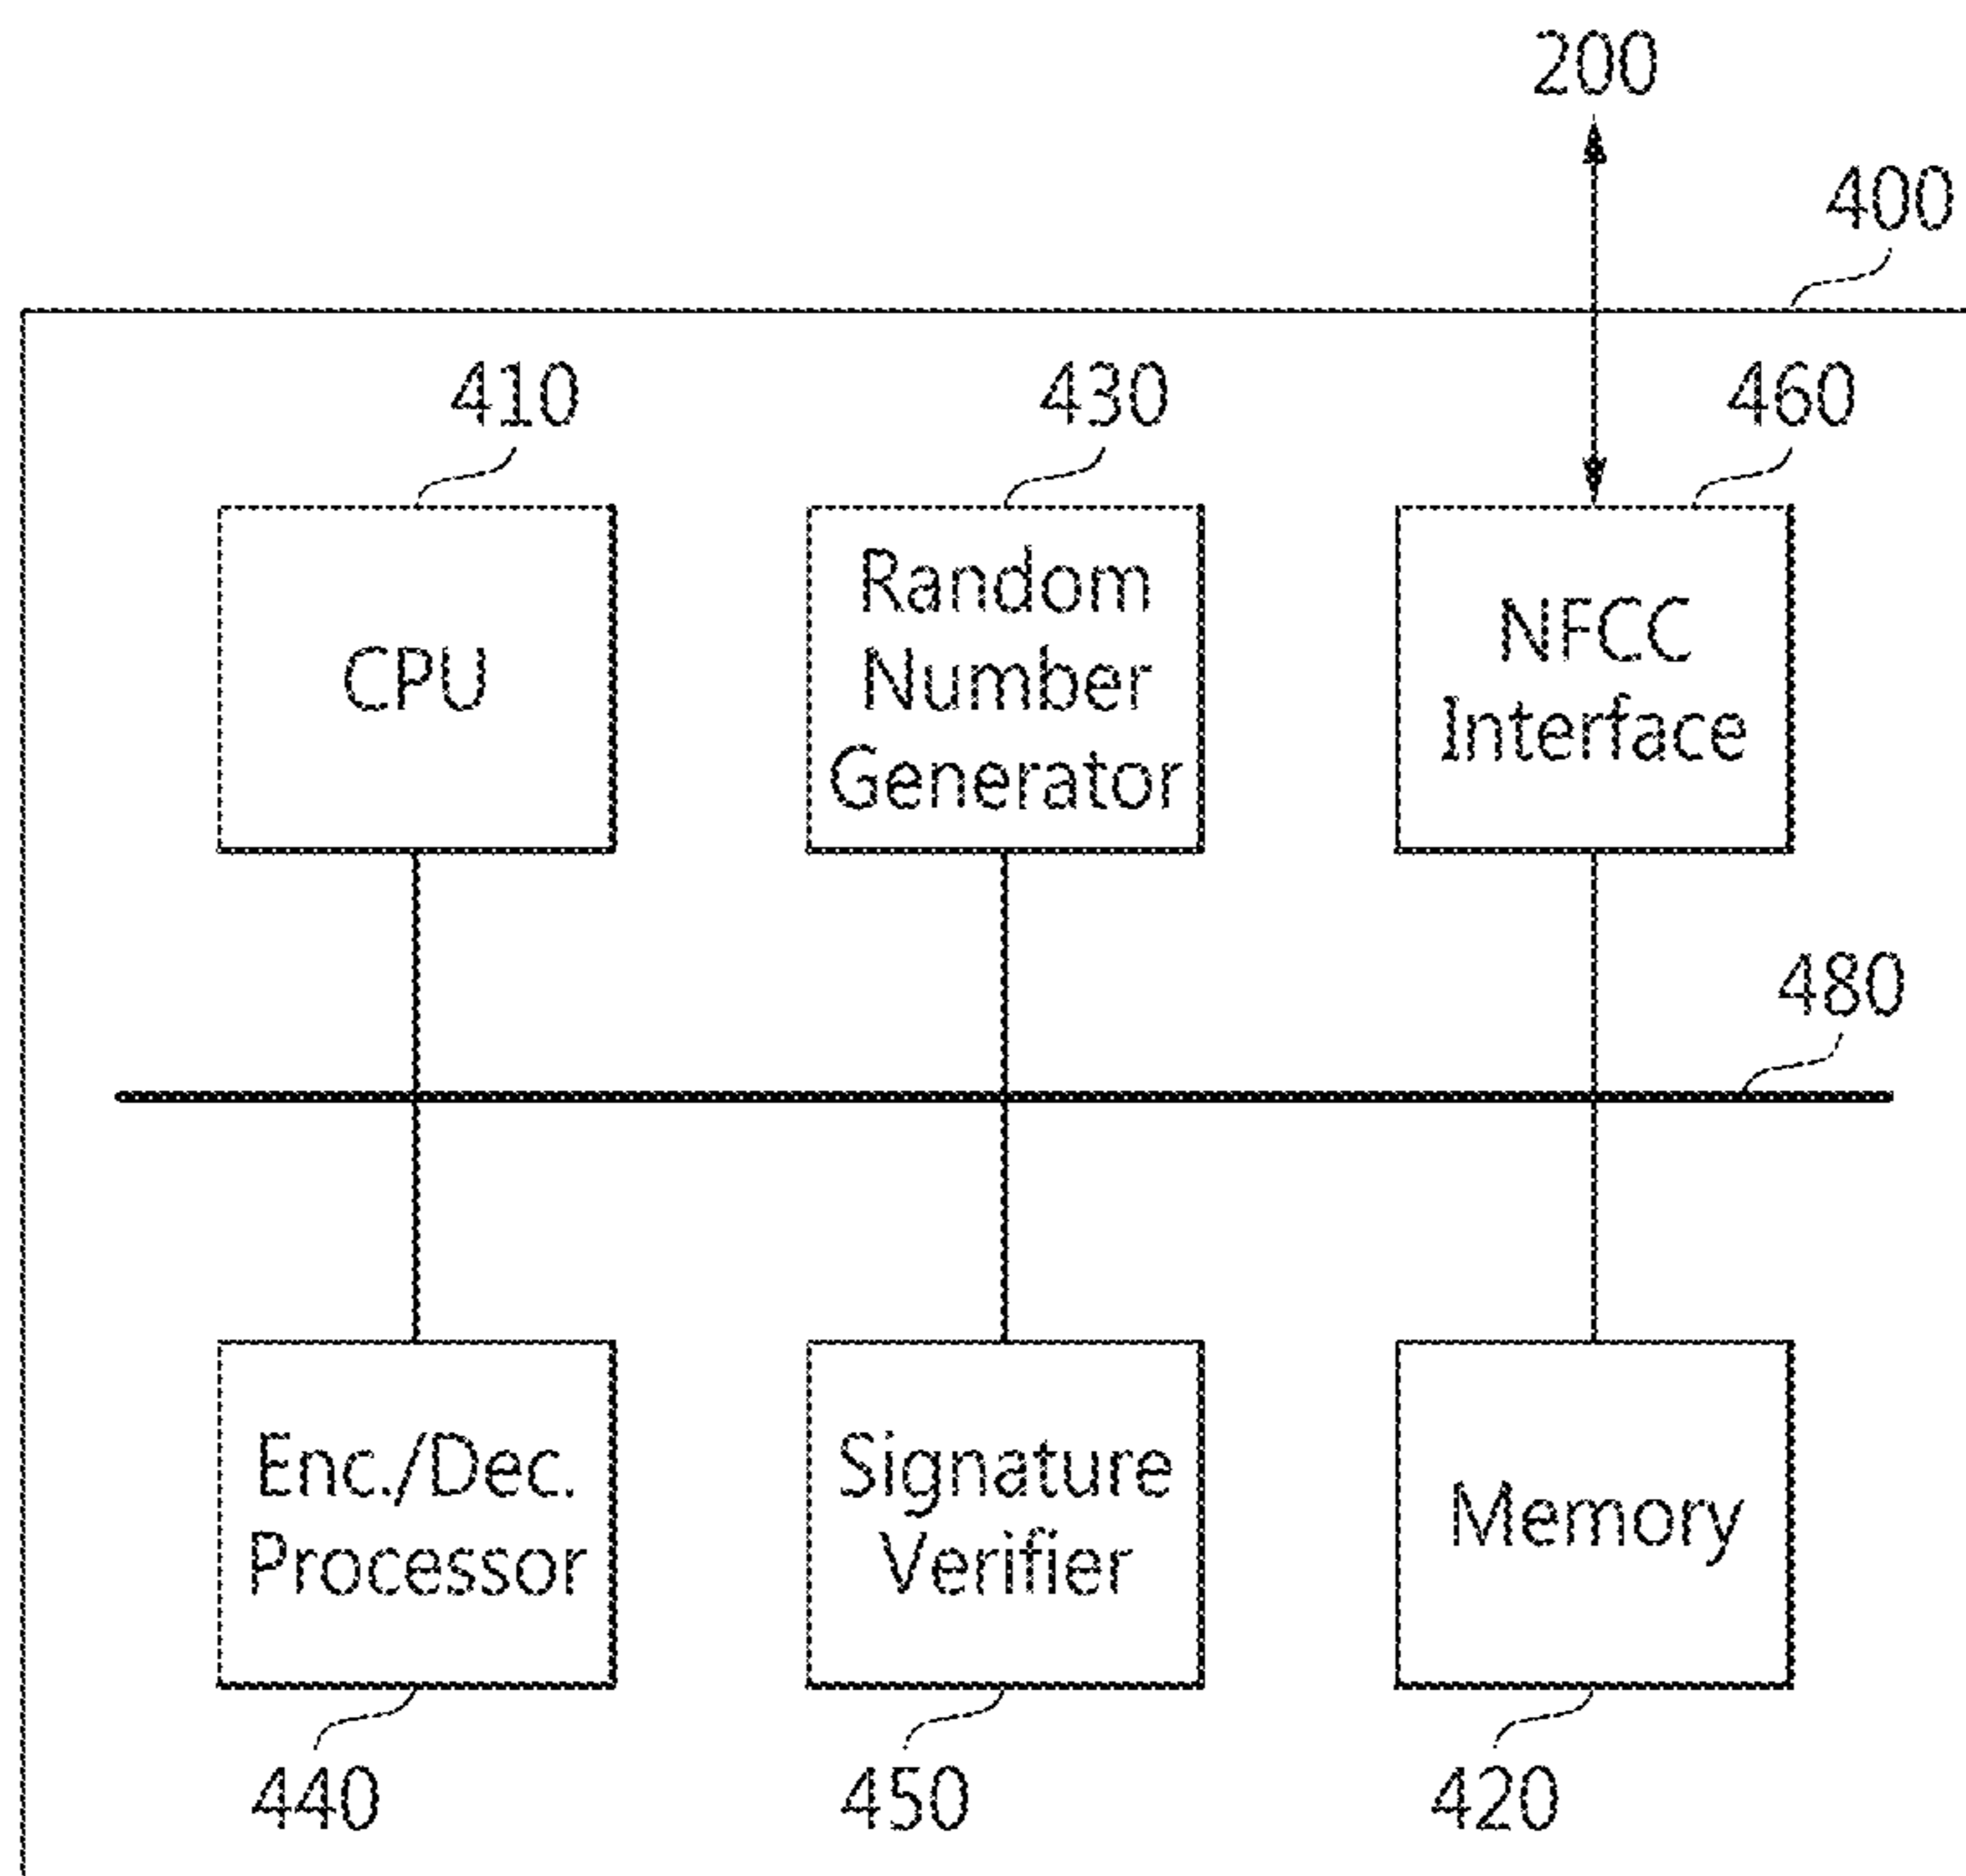 200
400
410
430
460
CPU
Random
Number
Generator
NFCC
Interface
480
Enc./Dec.
Processor
Signature
Verifier
Memory
440
450
420